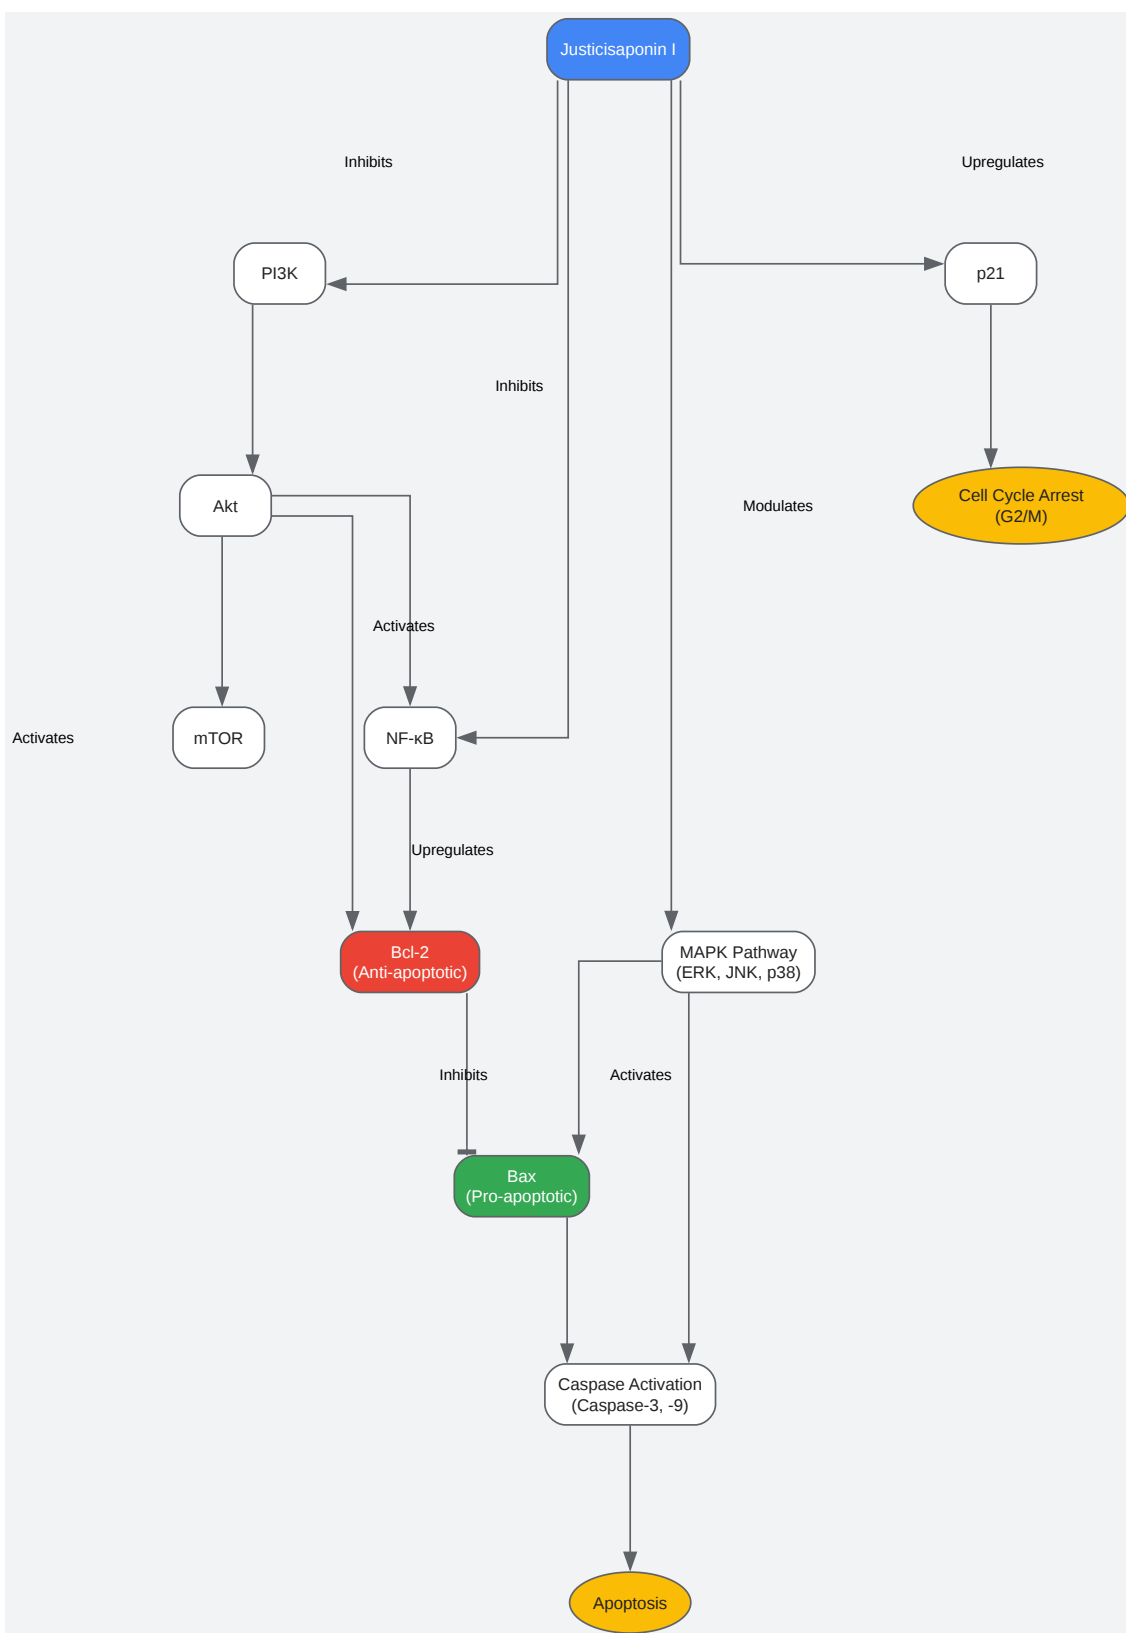 Justicisaponin I
Inhibits
Upregulates
PI3K
p21
Inhibits
Cell Cycle Arrest
(G2/M)
Akt
Modulates
Activates
mTOR
NF-κB
Activates
Upregulates
Bcl-2
(Anti-apoptotic)
MAPK Pathway
(ERK, JNK, p38)
Inhibits
Activates
Bax
(Pro-apoptotic)
Caspase Activation
(Caspase-3, -9)
Apoptosis